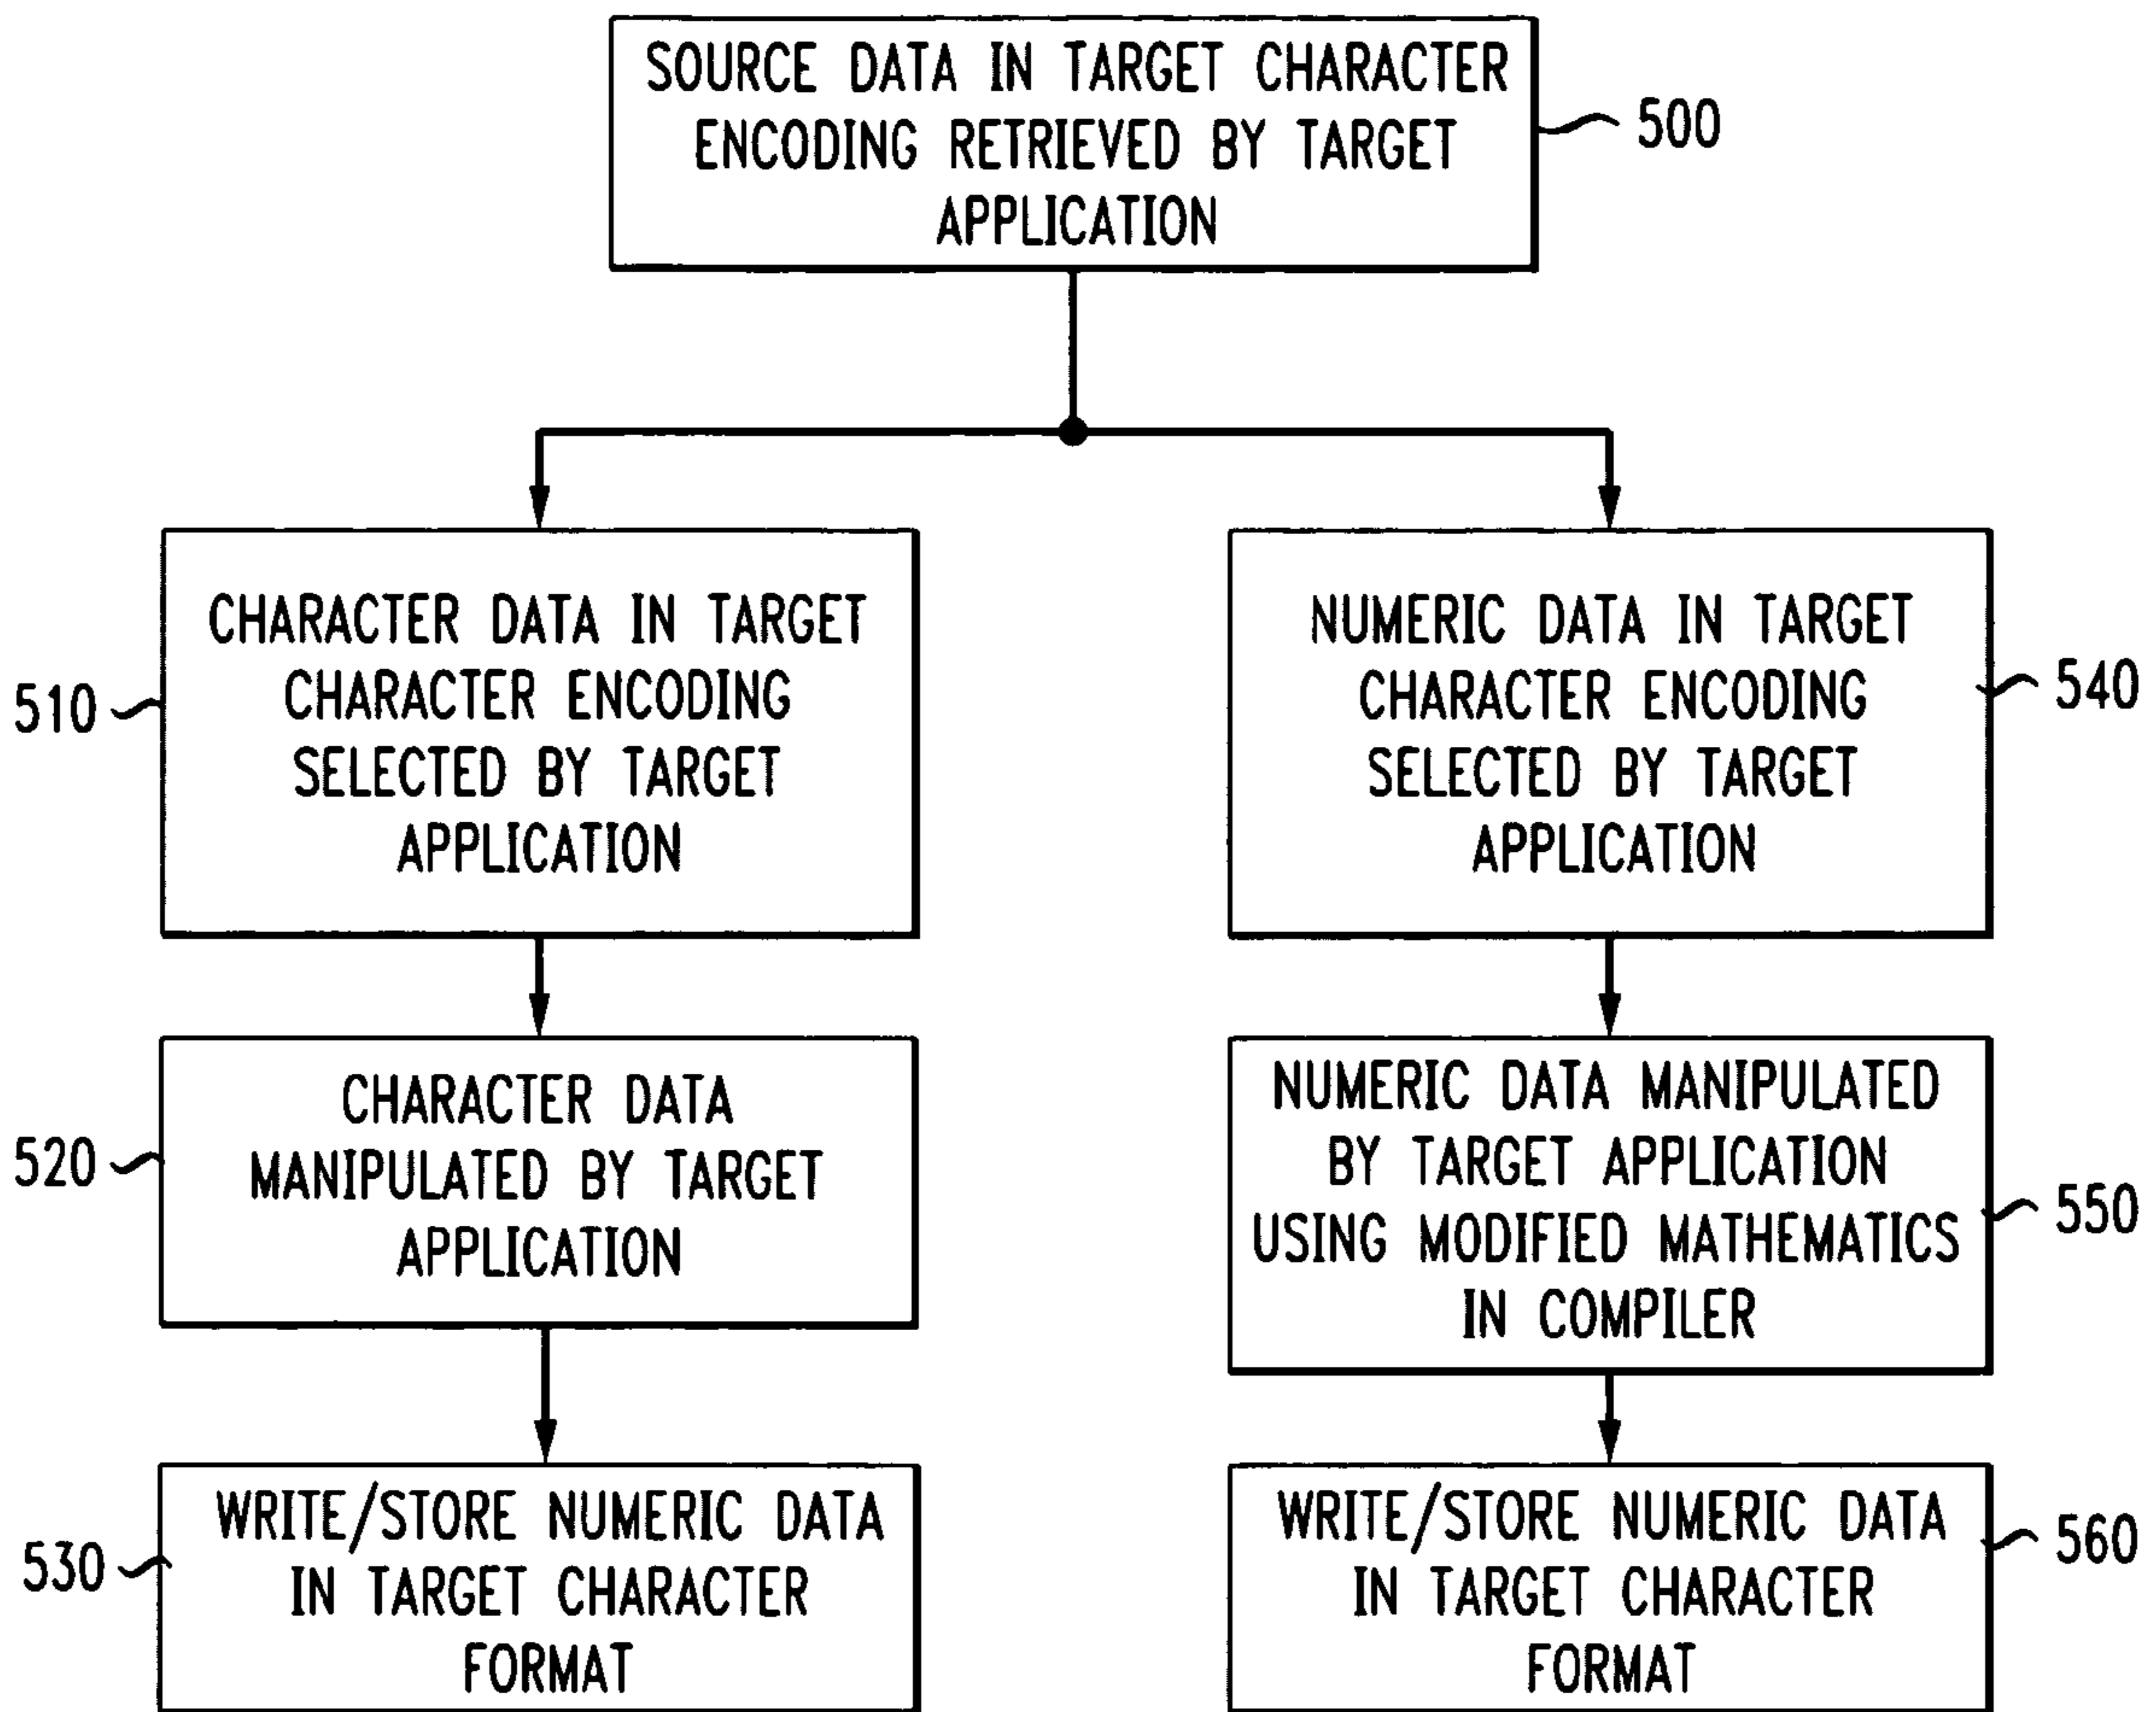 SOURCE DATA IN TARGET CHARACTER
ENCODING RETRIEVED BY TARGET
APPLICATION
500
CHARACTER DATA IN TARGET
CHARACTER ENCODING
SELECTED BY TARGET
APPLICATION
510
NUMERIC DATA IN TARGET
CHARACTER ENCODING
SELECTED BY TARGET
APPLICATION
540
CHARACTER DATA
MANIPULATED BY TARGET
APPLICATION
520
NUMERIC DATA MANIPULATED
BY TARGET APPLICATION
USING MODIFIED MATHEMATICS
IN COMPILER
550
WRITE/STORE NUMERIC DATA
IN TARGET CHARACTER
FORMAT
530
WRITE/STORE NUMERIC DATA
IN TARGET CHARACTER
FORMAT
560